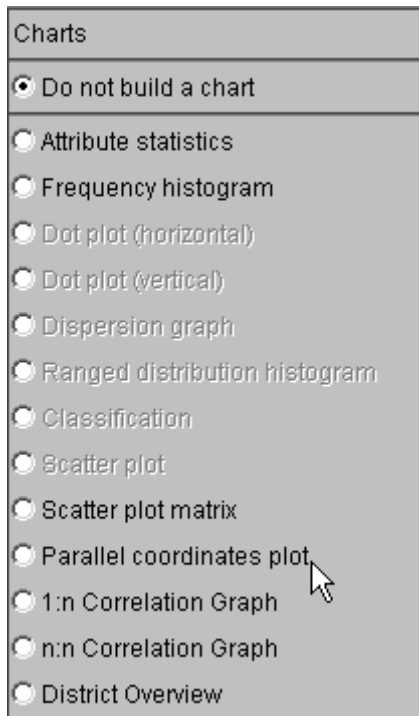 Charts
Do not build a chart
Attribute statistics
Frequency histogram
Dot plot (horizontal)
Dot plot (vertical)
Dispersion graph
Ranged distribution histogram
Classification
Scatter plot
Scatter plot matrix
Parallel coordinates plot
1:n Correlation Graph
n:n Correlation Graph
District Overview